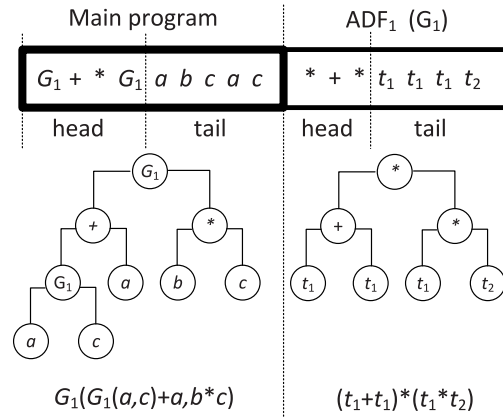 Main program ADF₁ (G₁)
G₁ + * G₁ a b c a c * + * t₁ t₁ t₁ t₂
head tail head tail
G₁ *
+ * + *
G₁ a b c t₁ t₁ t₁ t₂
a c
G₁(G₁(a,c)+a,b*c) (t₁+t₁)*(t₁*t₂)